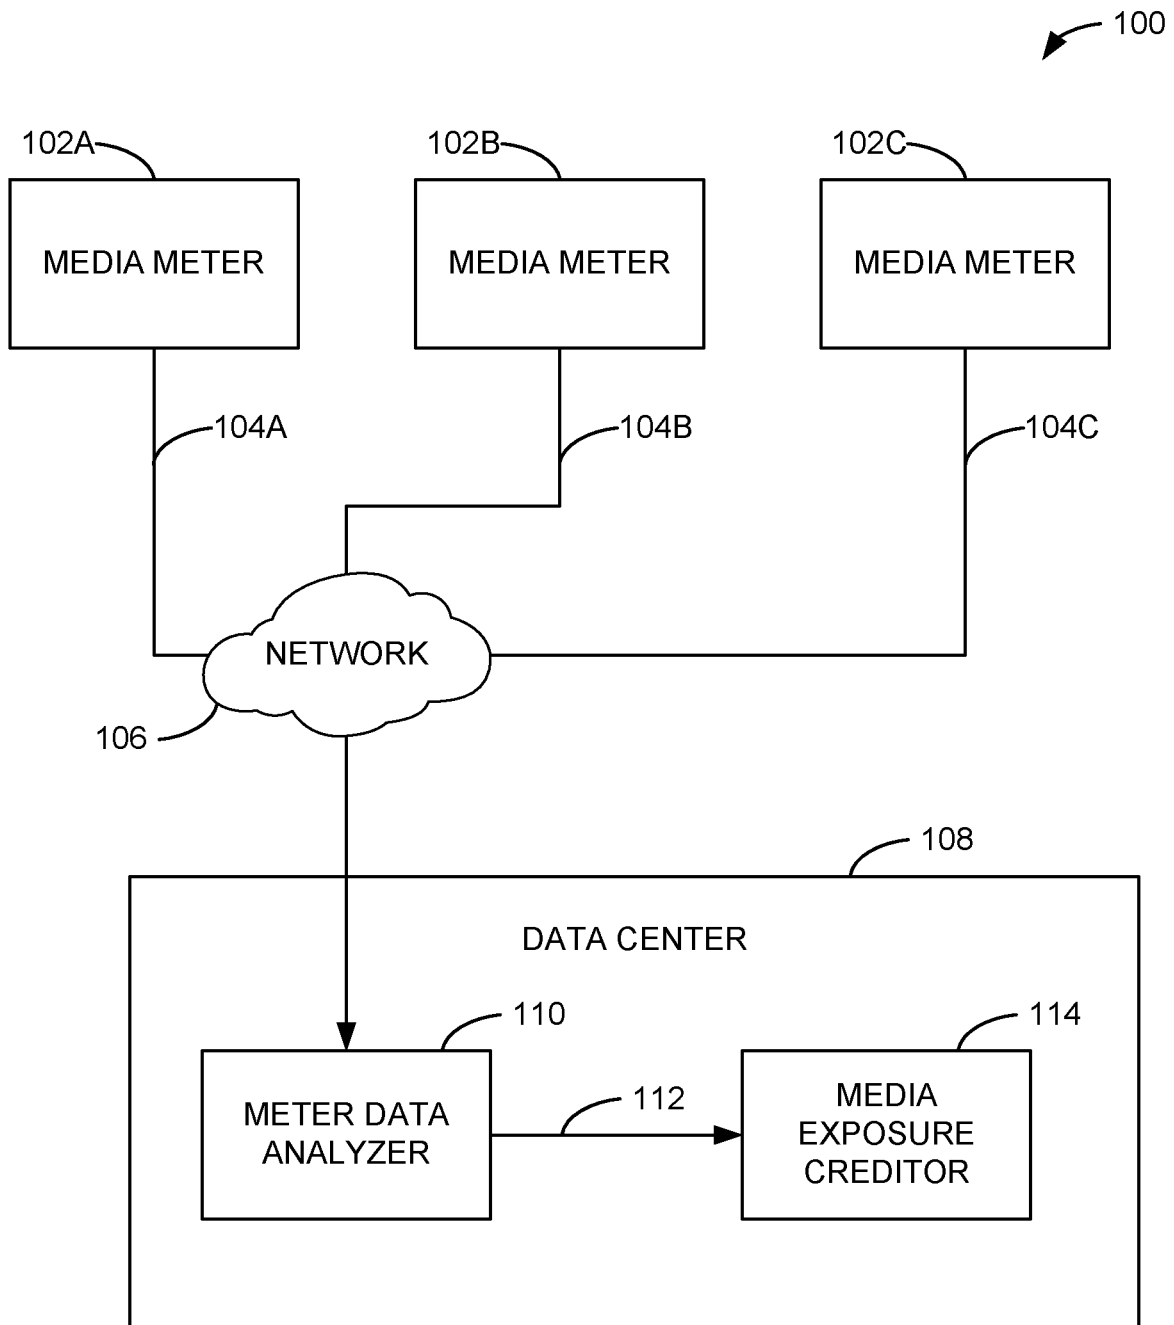 100
102A
102B
102C
MEDIA METER
MEDIA METER
MEDIA METER
104A
104B
104C
NETWORK
106
108
DATA CENTER
110
114
METER DATA
ANALYZER
112
MEDIA
EXPOSURE
CREDITOR